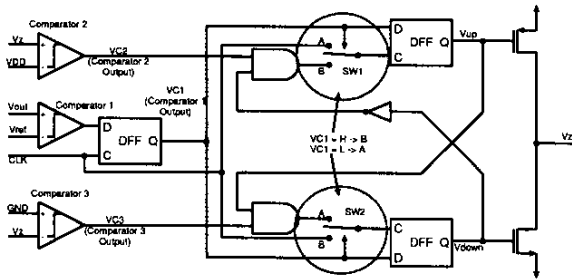 Comparator 2
Vz
VDD
VC2
(Comparator 2
Output)
Vout
Vref
CLK
Comparator 1
D
DFF Q
C
VC1
(Comparator 1
Output)
Comparator 3
GND
Vz
VC3
(Comparator 3
Output)
A
B
SW1
VC1 = H -> B
VC1 = L -> A
A
B
SW2
D
DFF Q
C
Vup
C
DFF Q
D
Vdown
Vz